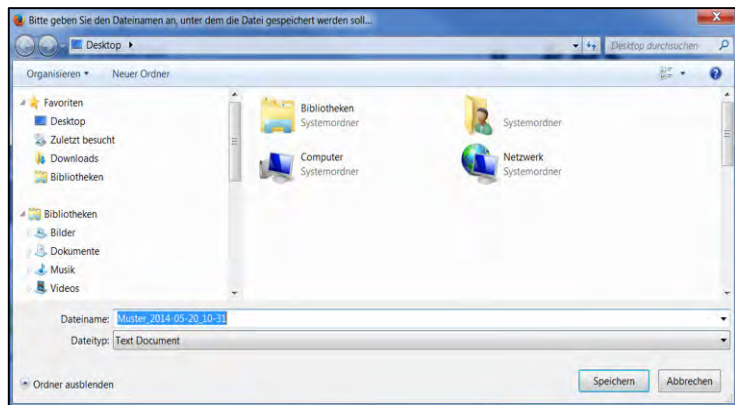 Bitte geben Sie den Dateinamen an, unter dem die Datei gespeichert werden soll...
Desktop
Desktop durchsuchen
Organisieren
Neuer Ordner
Favoriten
Desktop
Zuletzt besucht
Downloads
Bibliotheken
Bibliotheken
Bilder
Dokumente
Musik
Videos
Bibliotheken
Systemordner
Systemordner
Computer
Systemordner
Netzwerk
Systemordner
Dateiname: Muster_2014-05-20_10-31
Dateityp: Text Document
Ordner ausblenden
Speichern
Abbrechen